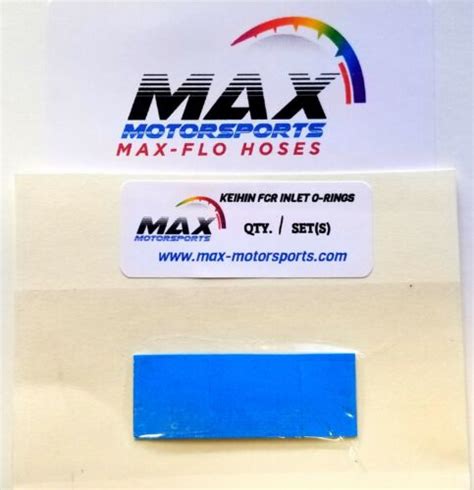 MAX
MOTORSPORTS
MAX-FLO HOSES
KEIHIN FCR INLET O-RINGS
MAX
MOTORSPORTS
QTY. / SET(S)
www.max-motorsports.com